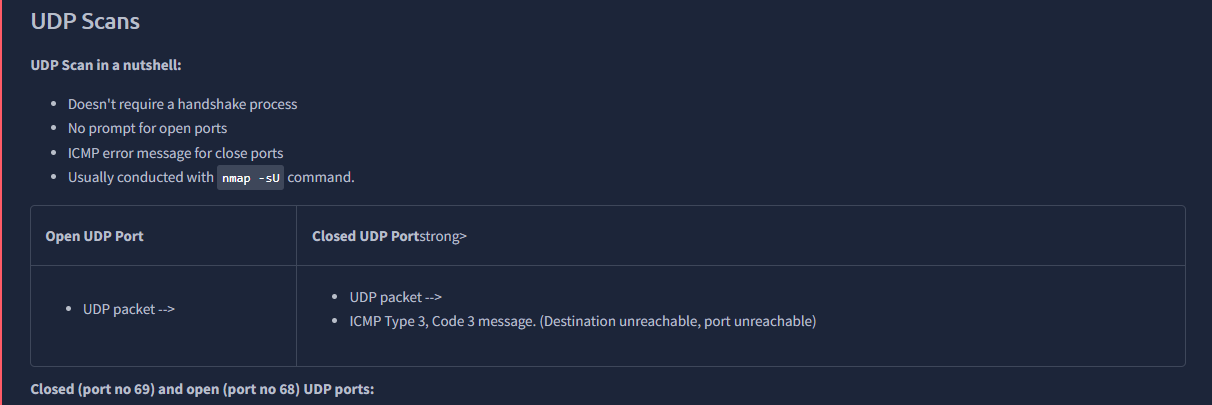 UDP Scans
UDP Scan in a nutshell:
Doesn't require a handshake process
No prompt for open ports
ICMP error message for close ports
Usually conducted with nmap -sU command.
Open UDP Port
Closed UDP Portstrong>
UDP packet -->
UDP packet -->
ICMP Type 3, Code 3 message. (Destination unreachable, port unreachable)
Closed (port no 69) and open (port no 68) UDP ports: